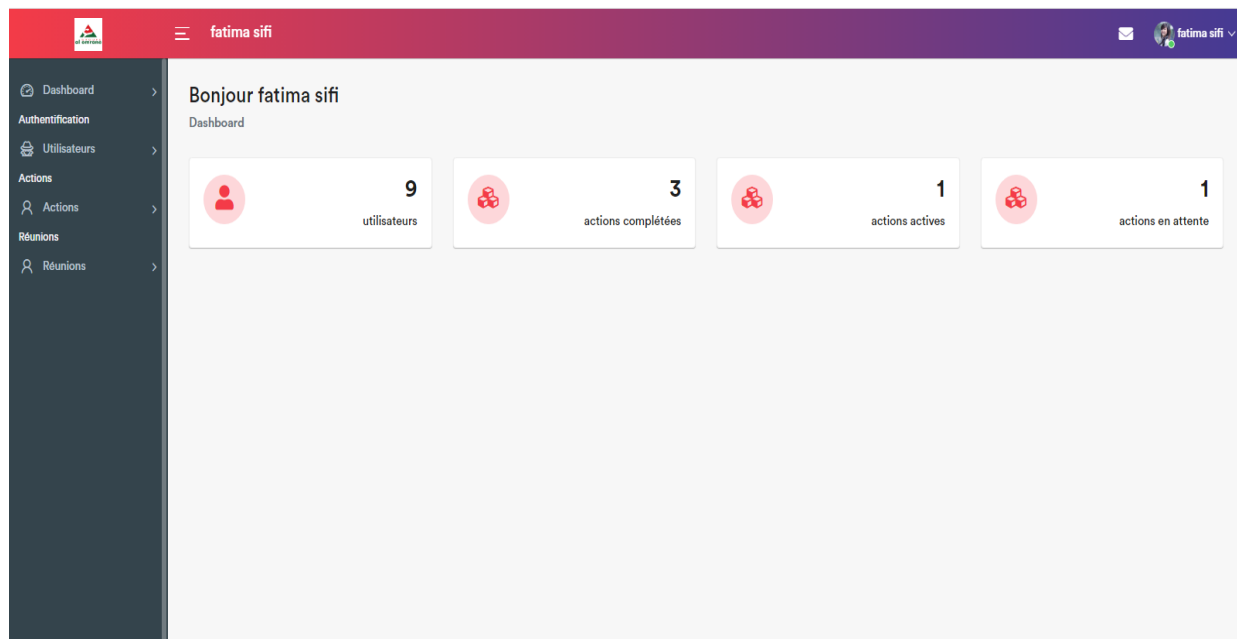 fatima sifi
fatima sifi
Dashboard
Authentification
Utilisateurs
Actions
Actions
Réunions
Réunions
Bonjour fatima sifi
Dashboard
9
utilisateurs
3
actions complétées
1
actions actives
1
actions en attente